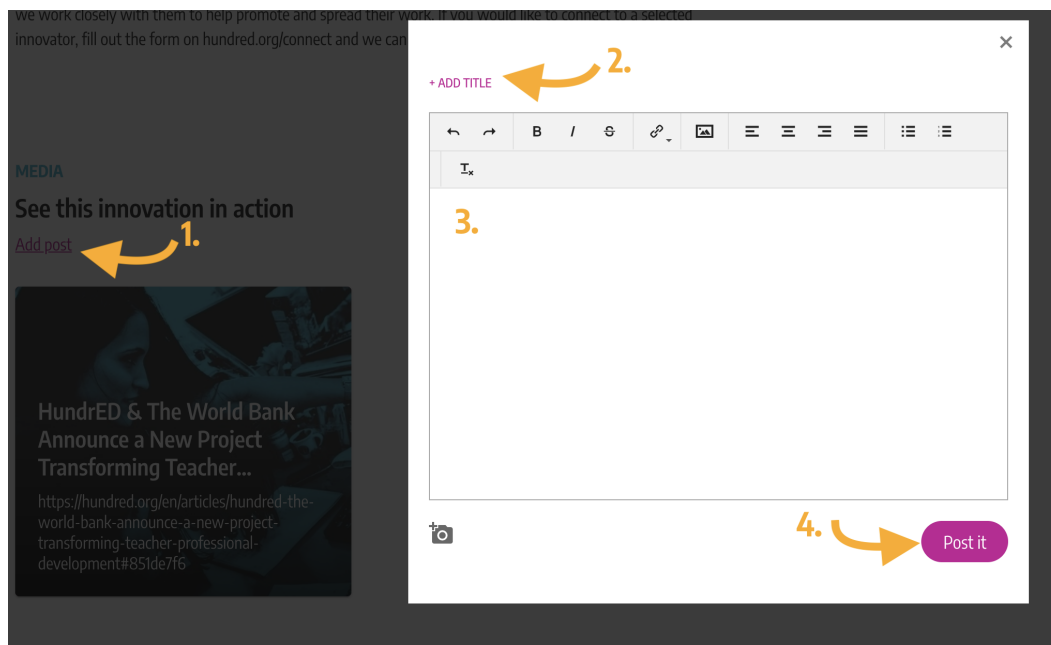 we work closely with them to help promote and spread their work. If you would like to connect to a selected
innovator, fill out the form on hundred.org/connect and we can
MEDIA
See this innovation in action
Add post
1.
HundrED & The World Bank
Announce a New Project
Transforming Teacher...
https://hundred.org/en/articles/hundred-the-
world-bank-announce-a-new-project-
transforming-teacher-professional-
development#851de7f6
2.
+ ADD TITLE
B I S
3.
4.
Post it